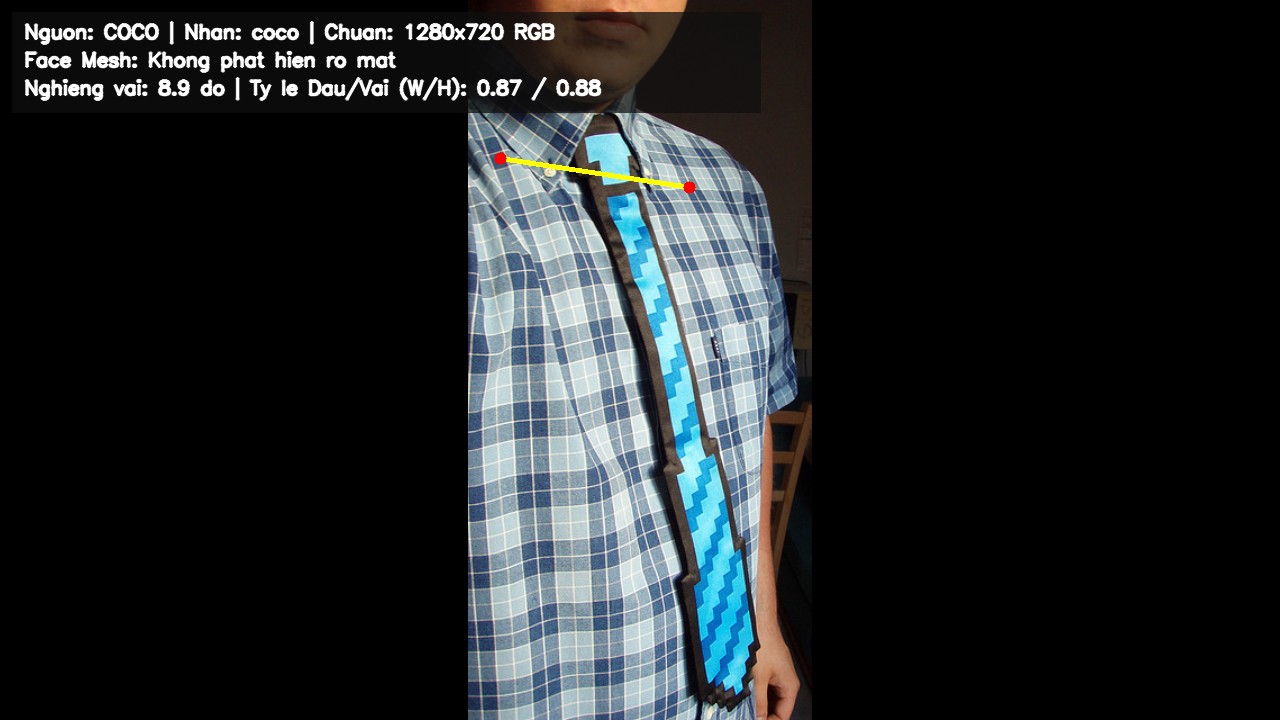 Nguon: COCO | Nhan: coco | Chuan: 1280x720 RGB
Face Mesh: Khong phat hien ro mat
Nghieng vai: 8.9 do | Ty le Dau/Vai (W/H): 0.87 / 0.88